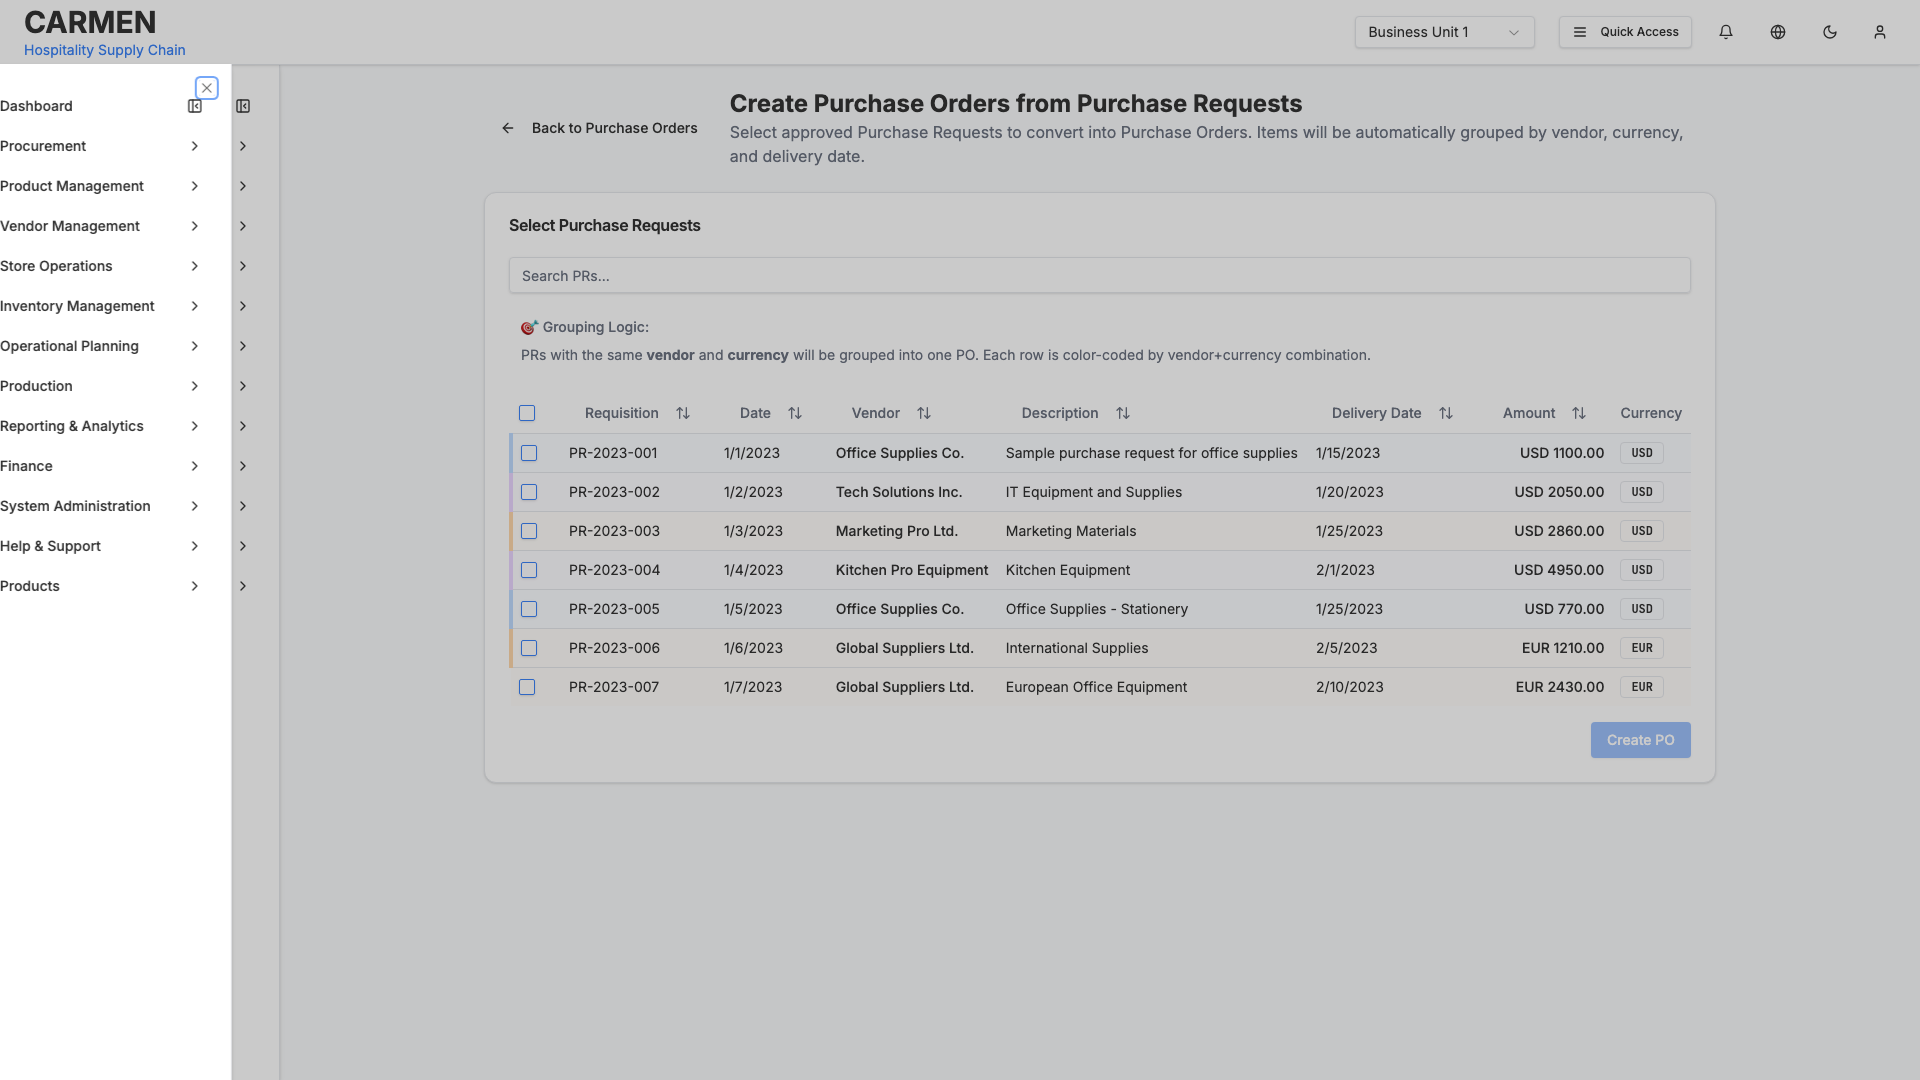 CARMEN
Hospitality Supply Chain
Business Unit 1
Quick Access
Dashboard
Procurement
Product Management
Vendor Management
Store Operations
Inventory Management
Operational Planning
Production
Reporting & Analytics
Finance
System Administration
Help & Support
Products
Back to Purchase Orders
Create Purchase Orders from Purchase Requests
Select approved Purchase Requests to convert into Purchase Orders. Items will be automatically grouped by vendor, currency,
and delivery date.
Select Purchase Requests
Search PRs...
🎯 Grouping Logic:
PRs with the same vendor and currency will be grouped into one PO. Each row is color-coded by vendor+currency combination.
Requisition Date Vendor Description Delivery Date Amount Currency
PR-2023-001 1/1/2023 Office Supplies Co. Sample purchase request for office supplies 1/15/2023 USD 1100.00 USD
PR-2023-002 1/2/2023 Tech Solutions Inc. IT Equipment and Supplies 1/20/2023 USD 2050.00 USD
PR-2023-003 1/3/2023 Marketing Pro Ltd. Marketing Materials 1/25/2023 USD 2860.00 USD
PR-2023-004 1/4/2023 Kitchen Pro Equipment Kitchen Equipment 2/1/2023 USD 4950.00 USD
PR-2023-005 1/5/2023 Office Supplies Co. Office Supplies - Stationery 1/25/2023 USD 770.00 USD
PR-2023-006 1/6/2023 Global Suppliers Ltd. International Supplies 2/5/2023 EUR 1210.00 EUR
PR-2023-007 1/7/2023 Global Suppliers Ltd. European Office Equipment 2/10/2023 EUR 2430.00 EUR
Create PO